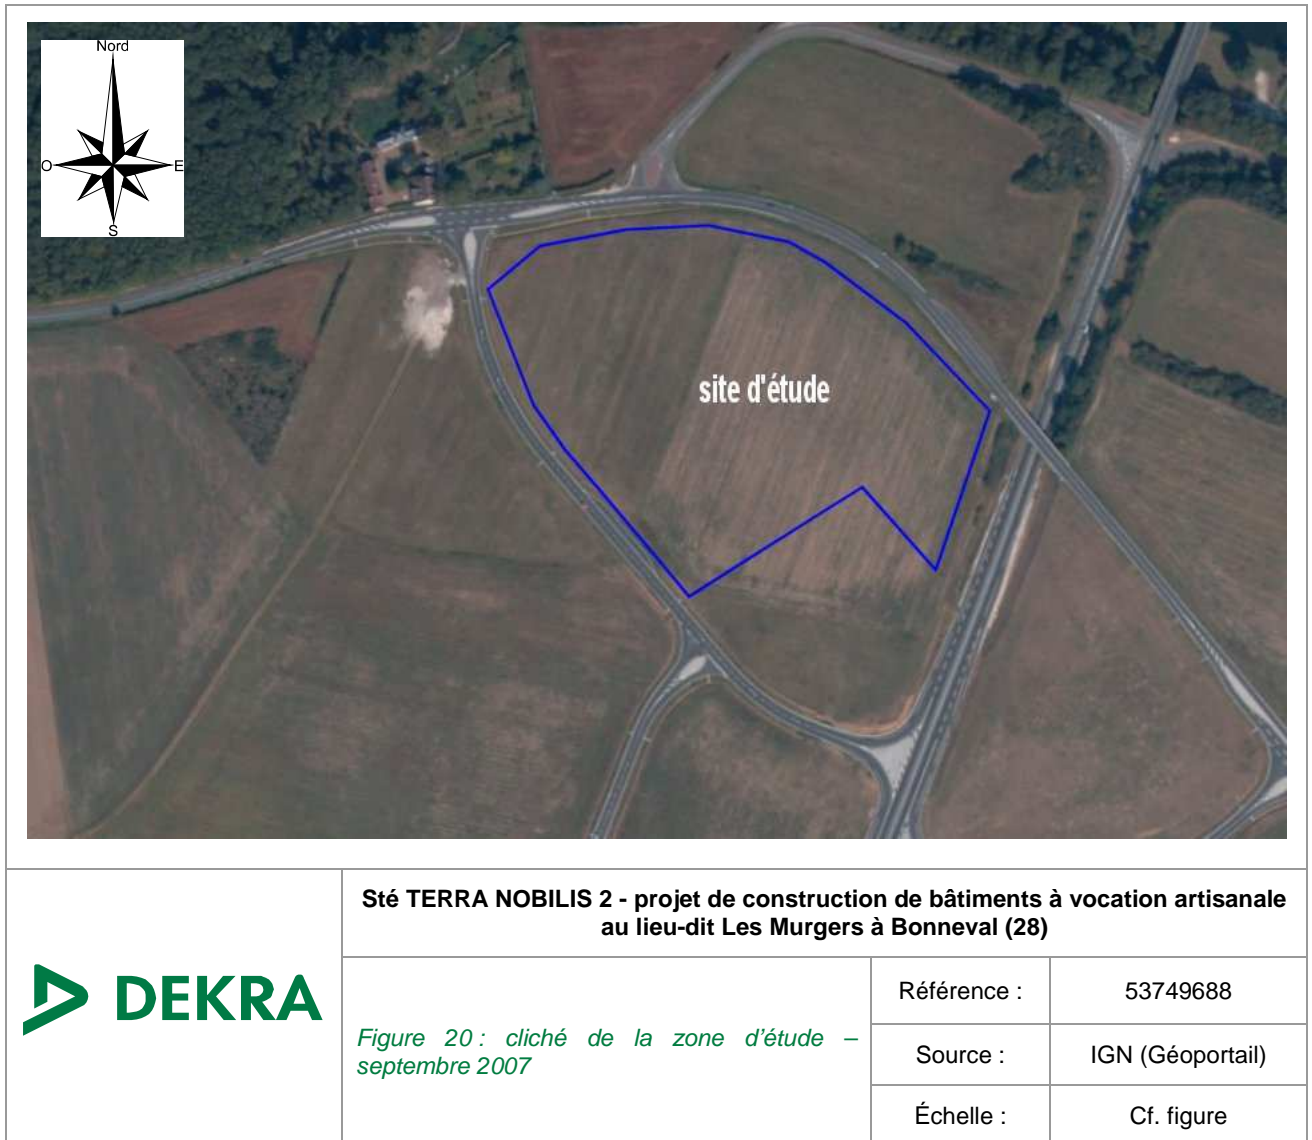 Nord
O
E
S
site d'étude
Sté TERRA NOBILIS 2 - projet de construction de bâtiments à vocation artisanale
au lieu-dit Les Murgers à Bonneval (28)
DEKRA
Figure 20 : cliché de la zone d'étude –
septembre 2007
Référence :
53749688
Source :
IGN (Géoportail)
Échelle :
Cf. figure